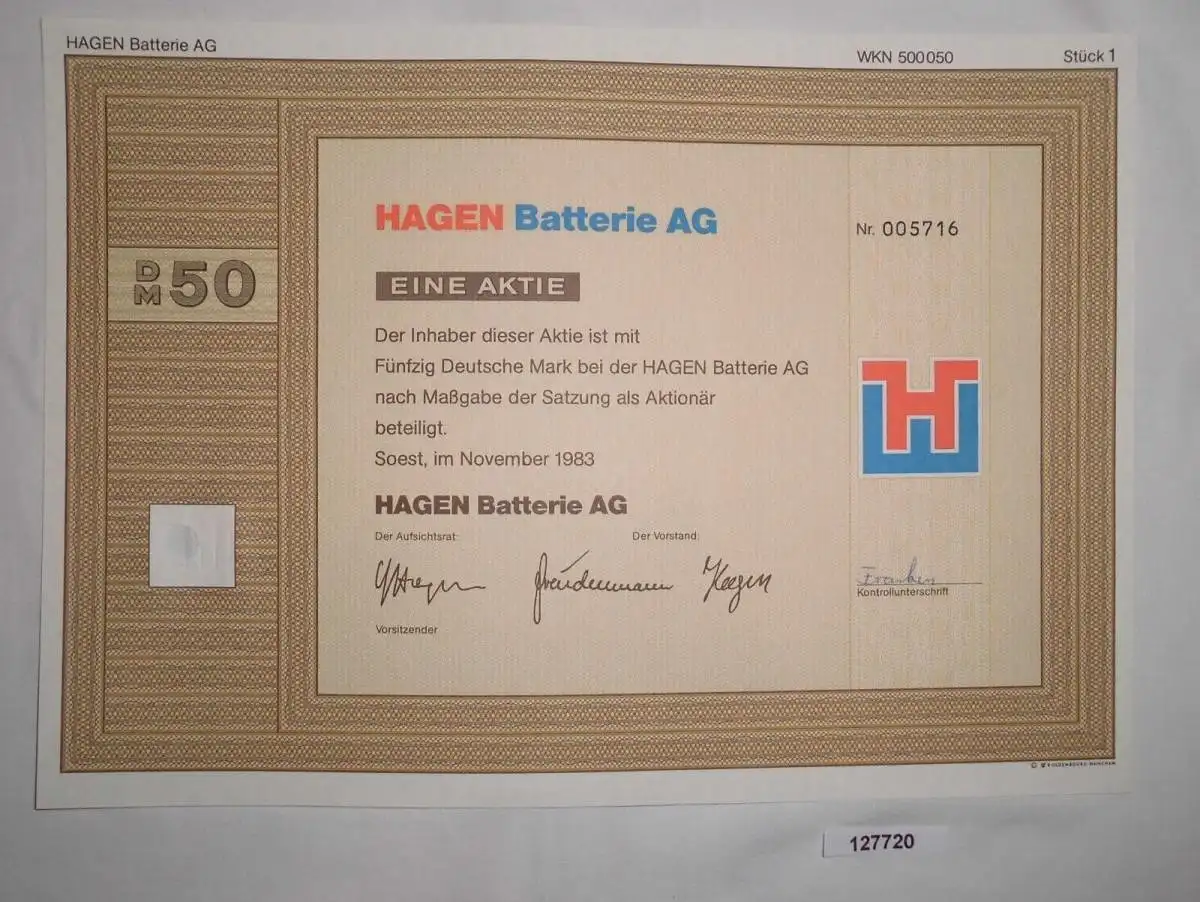 HAGEN Batterie AG
WKN 500050
Stück 1
HAGEN Batterie AG
Nr. 005716
DM 50
EINE AKTIE
Der Inhaber dieser Aktie ist mit
Fünfzig Deutsche Mark bei der HAGEN Batterie AG
nach Maßgabe der Satzung als Aktionär
beteiligt.
Soest, im November 1983
HAGEN Batterie AG
Der Aufsichtsrat:
Der Vorstand:
Franken
Kontrollunterschrift
Vorsitzender
127720